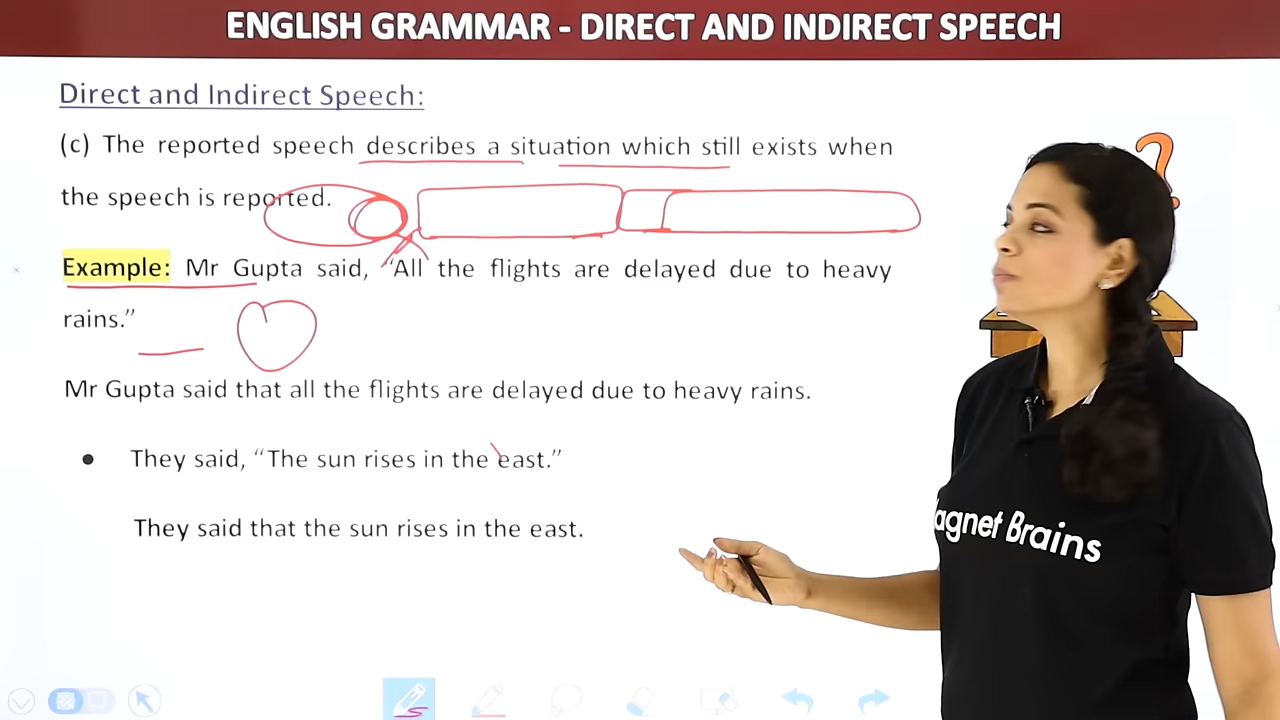 ENGLISH GRAMMAR - DIRECT AND INDIRECT SPEECH
Direct and Indirect Speech:
(c) The reported speech describes a situation which still exists when
the speech is reported.
Example: Mr Gupta said, “All the flights are delayed due to heavy
rains.”
Mr Gupta said that all the flights are delayed due to heavy rains.
• They said, “The sun rises in the east.”
They said that the sun rises in the east.
?
agnet Brains